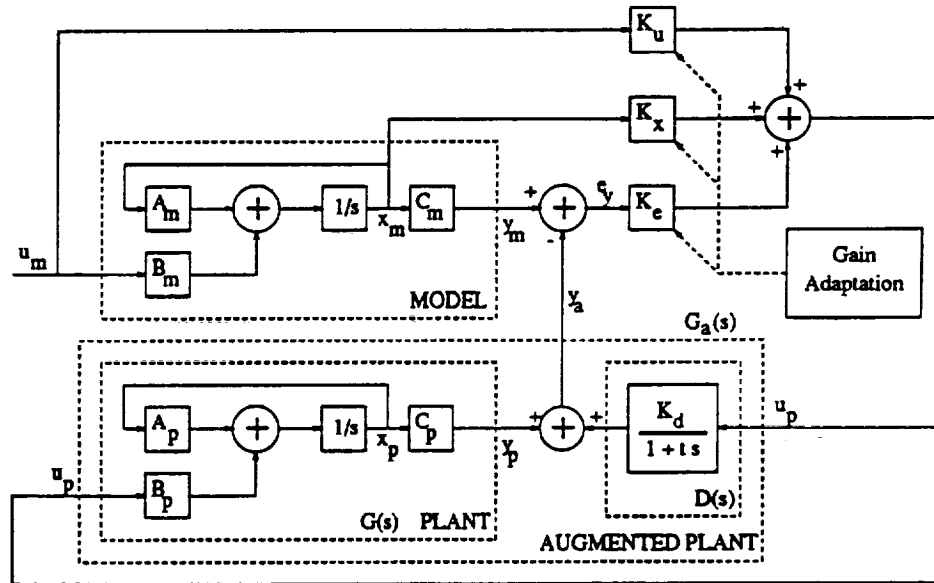 K_u
+
+
K_x
+
+
A_m
1/s
x_m
C_m
+
y_m
-
e_y
K_e
u_m
B_m
MODEL
Gain
Adaptation
y_a
G_a(s)
A_p
1/s
x_p
C_p
+
y_p
+
K_d
1 + t s
u_p
u_p
B_p
G(s) PLANT
D(s)
AUGMENTED PLANT